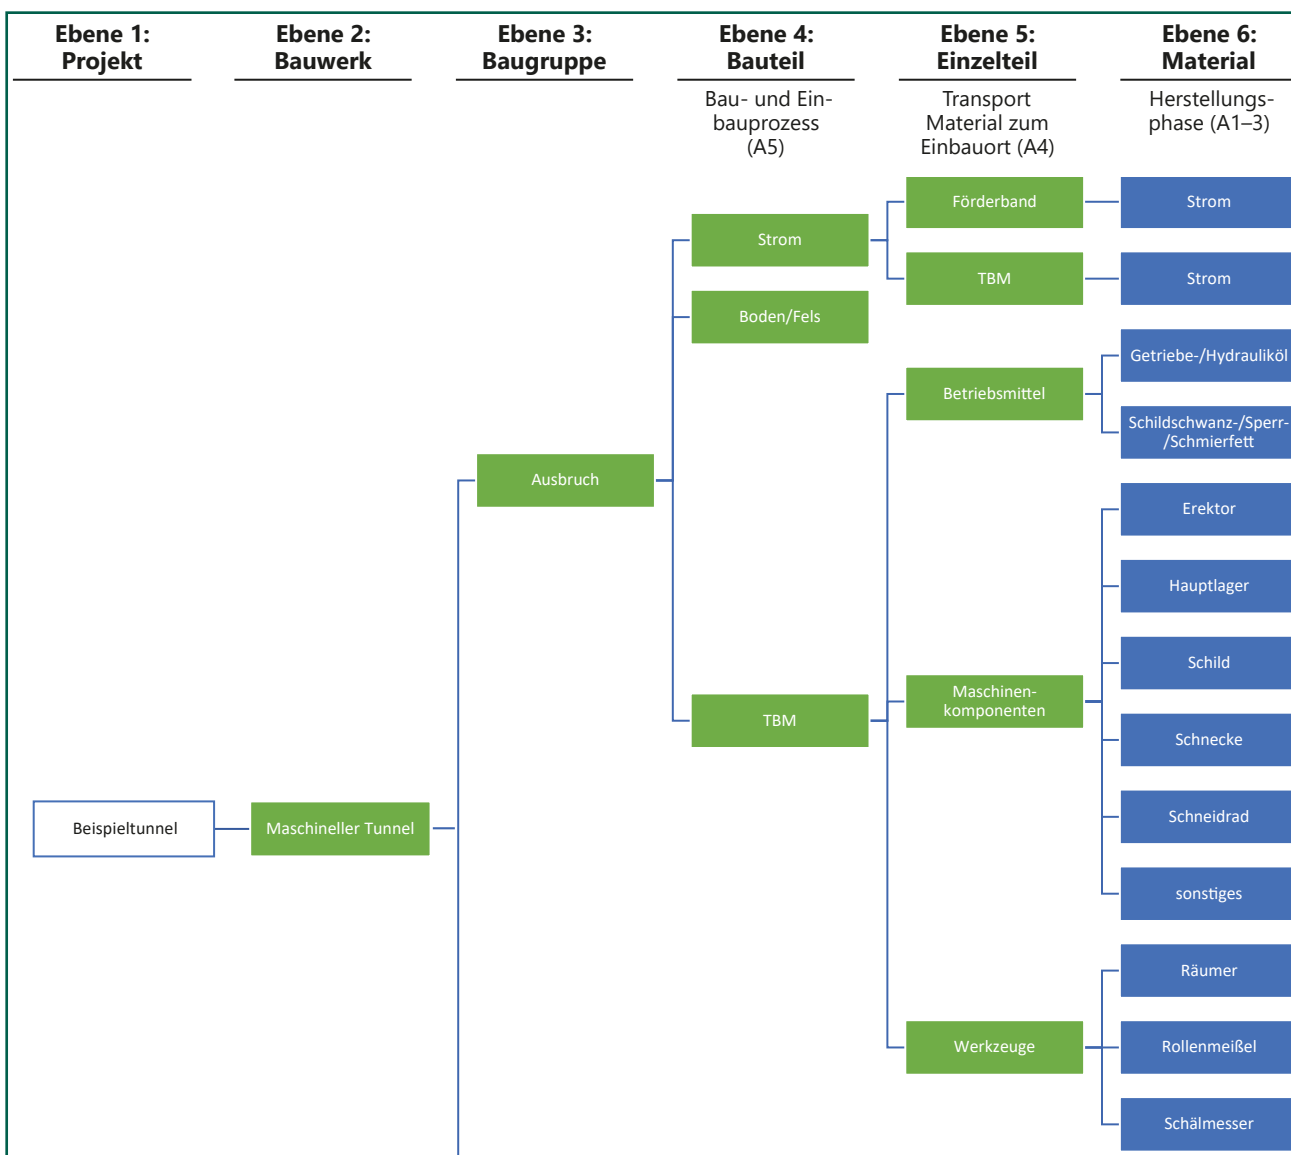 Ebene 1:
Projekt
Ebene 2:
Bauwerk
Ebene 3:
Baugruppe
Ebene 4:
Bauteil
Ebene 5:
Einzelteil
Ebene 6:
Material
Bau- und Ein-
bauprozess
(A5)
Transport
Material zum
Einbauort (A4)
Herstellungs-
phase (A1–3)
Förderband
Strom
Strom
TBM
Strom
Boden/Fels
Getriebe-/Hydrauliköl
Betriebsmittel
Schildschwanz-/Sperr-
/Schmierfett
Ausbruch
Erektor
Hauptlager
Schild
Maschinen-
komponenten
TBM
Schnecke
Beispieltunnel
Maschineller Tunnel
Schneidrad
sonstiges
Räumer
Werkzeuge
Rollenmeißel
Schälmesser